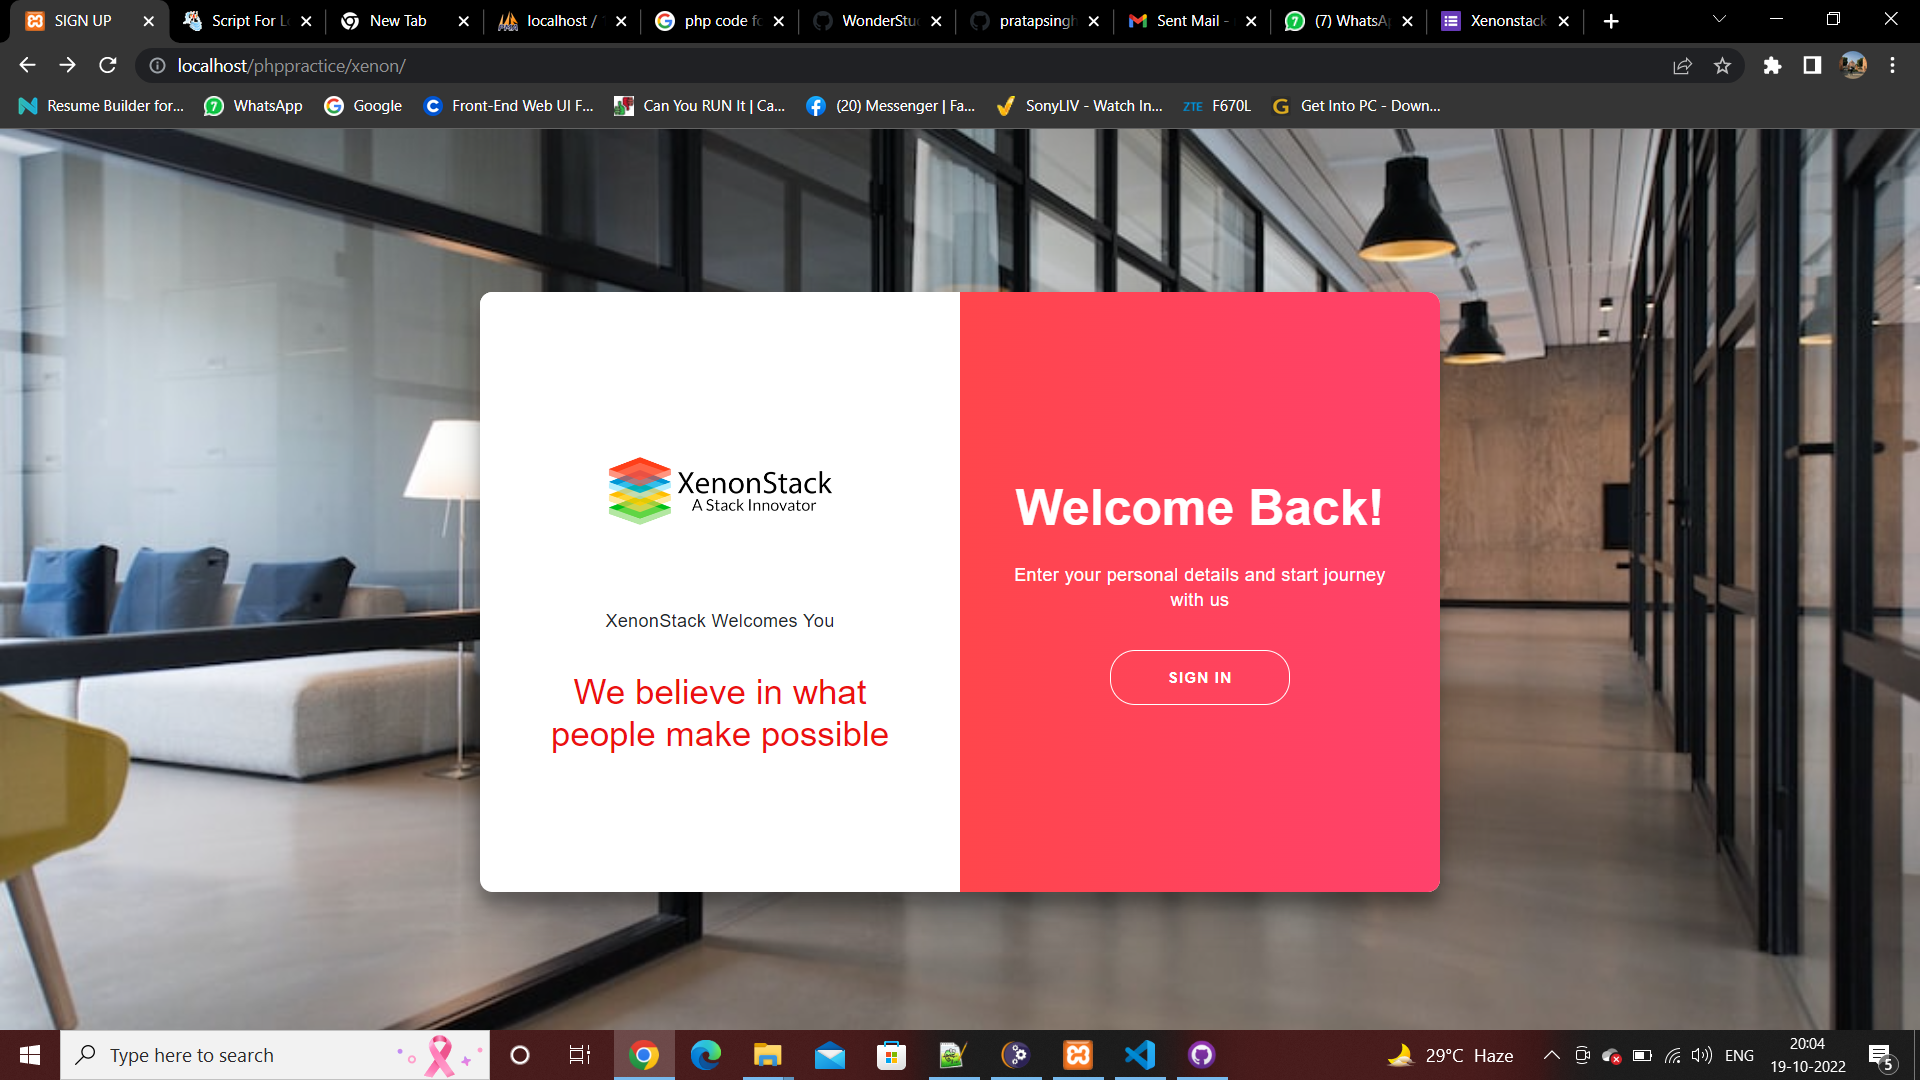 SIGN UP
Script For Lo
New Tab
localhost /
php code fo
WonderStu
pratapsingh
Sent Mail -
(7) WhatsA
Xenonstack
localhost/phppractice/xenon/
Resume Builder for...
WhatsApp
Google
Front-End Web UI F...
Can You RUN It | Ca...
(20) Messenger | Fa...
SonyLIV - Watch In...
ZTE
F670L
Get Into PC - Down...
XenonStack
A Stack Innovator
XenonStack Welcomes You
We believe in what
people make possible
Welcome Back!
Enter your personal details and start journey
with us
SIGN IN
Type here to search
29°C Haze
ENG
20:04
19-10-2022
5